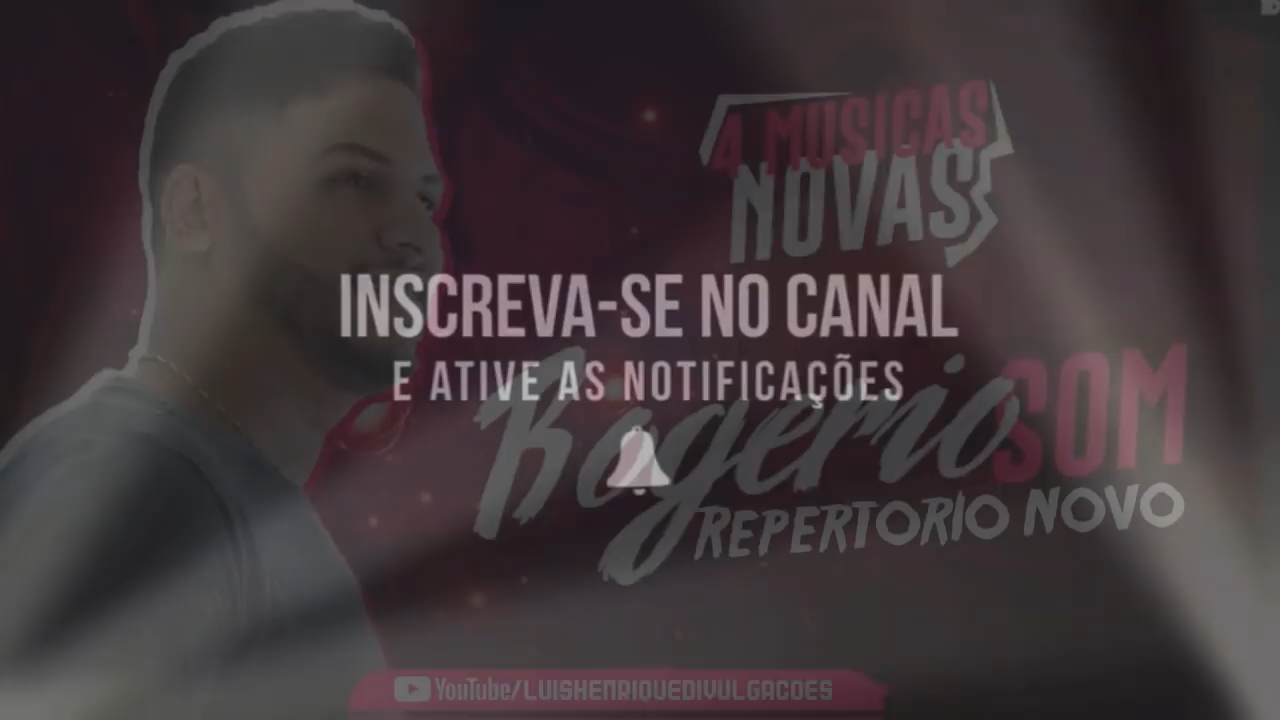 4 MUSICAS
NOVAS
INSCREVA-SE NO CANAL
E ATIVE AS NOTIFICAÇÕES
Rogerio SOM
REPERTORIO NOVO
YouTube/LUISHENRIQUEDIVULGACOES